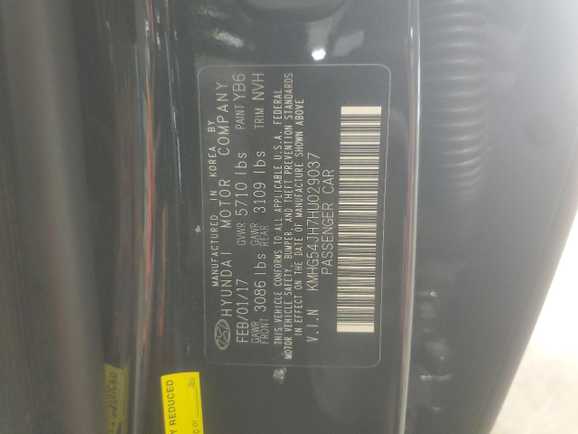 MANUFACTURED IN KOREA BY
HYUNDAI MOTOR COMPANY
FEB/01/17 GVWR 5710 lbs PAINT YB6
GAWR FRONT 3086 lbs GAWR REAR 3109 lbs TRIM NVH
THIS VEHICLE CONFORMS TO ALL APPLICABLE U.S.A. FEDERAL
MOTOR VEHICLE SAFETY, BUMPER, AND THEFT PREVENTION STANDARDS
IN EFFECT ON THE DATE OF MANUFACTURE SHOWN ABOVE
V.I.N KMHG54JH7HU029037
PASSENGER CAR
Y REDUCED